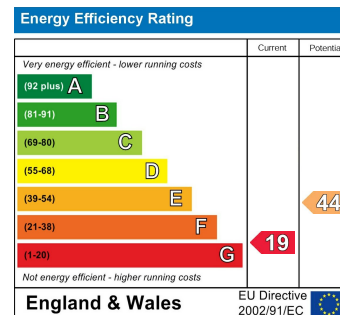 Energy Efficiency Rating
Current
Potentia
Very energy efficient - lower running costs
(92 plus) A
(81-91) B
(69-80) C
(55-68) D
(39-54) E
44
(21-38) F
19
(1-20) G
Not energy efficient - higher running costs
England & Wales
EU Directive
2002/91/EC